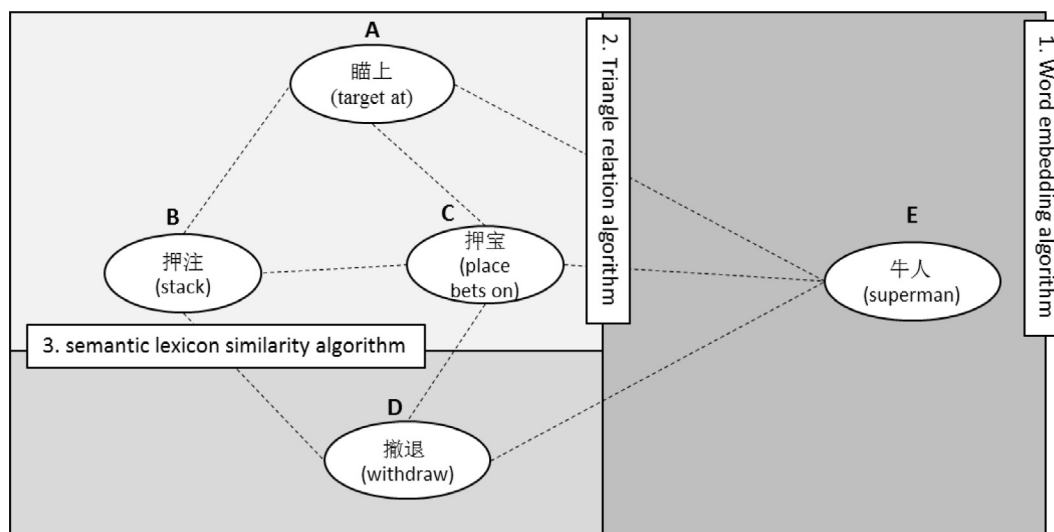 A
瞄上
(target at)
B
押注
(stack)
C
押宝
(place
bets on)
2. Triangle relation algorithm
E
牛人
(superman)
1. Word embedding algorithm
3. semantic lexicon similarity algorithm
D
撤退
(withdraw)